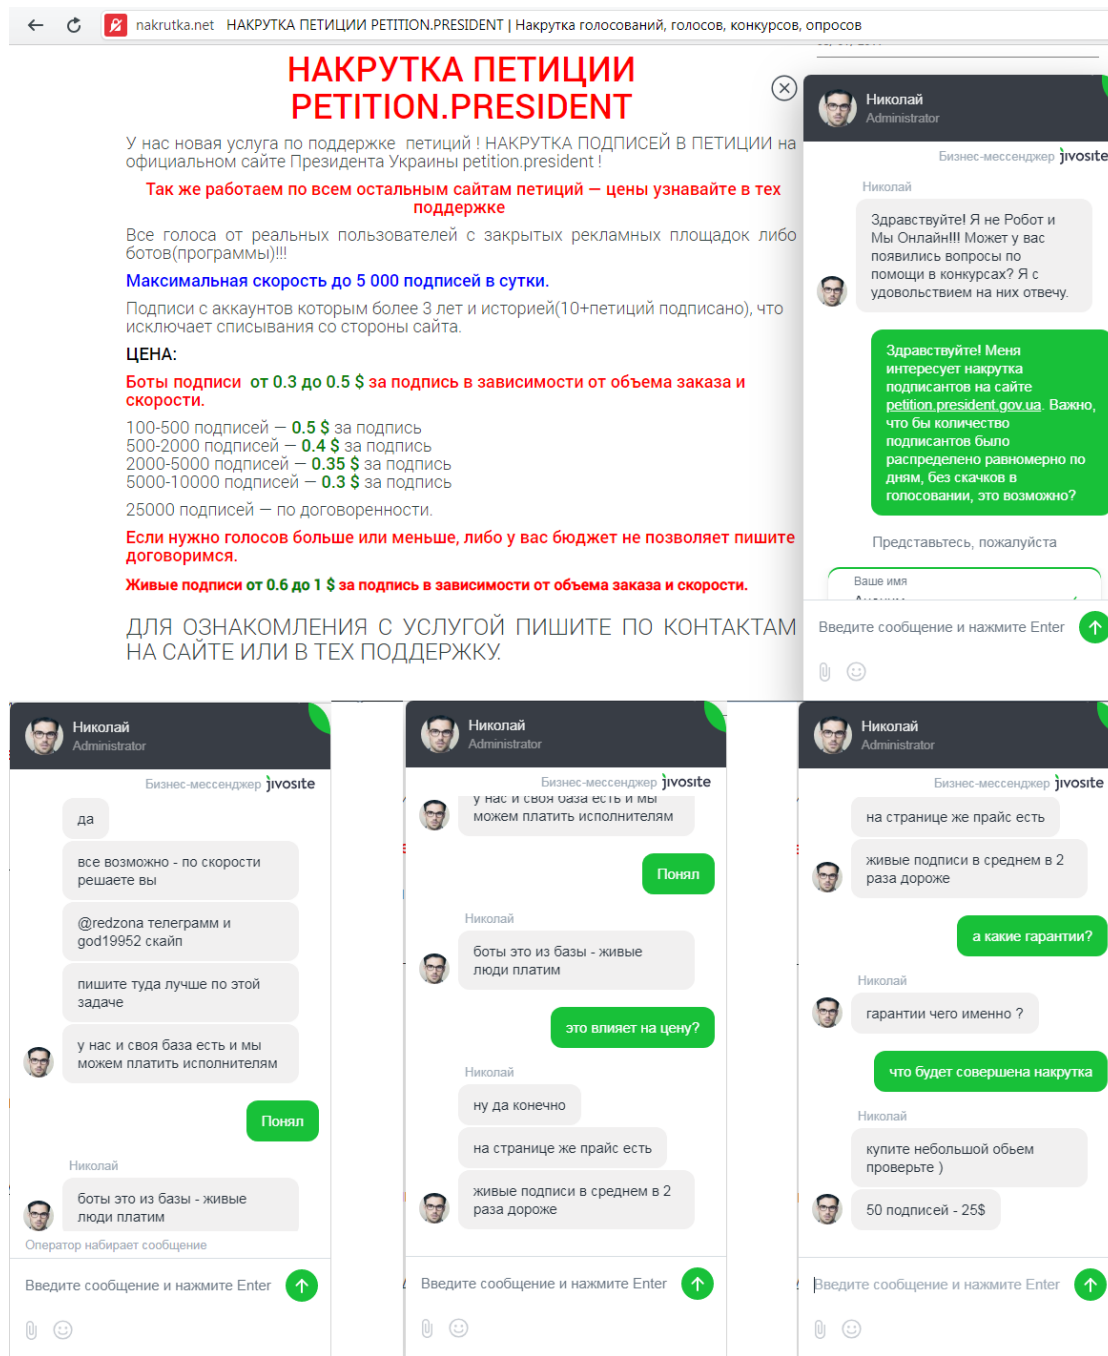 nakrutka.net НАКРУТКА ПЕТИЦИИ PETITION.PRESIDENT | Накрутка голосований, голосов, конкурсов, опросов
НАКРУТКА ПЕТИЦИИ
PETITION.PRESIDENT
У нас новая услуга по поддержке петиций ! НАКРУТКА ПОДПИСЕЙ В ПЕТИЦИИ на
официальном сайте Президента Украины petition.president !
Так же работаем по всем остальным сайтам петиций — цены узнавайте в тех
поддержке
Все голоса от реальных пользователей с закрытых рекламных площадок либо
ботов(программы)!!!
Максимальная скорость до 5 000 подписей в сутки.
Подписи с аккаунтов которым более 3 лет и историей(10+петиций подписано), что
исключает списывания со стороны сайта.
ЦЕНА:
Боты подписи от 0.3 до 0.5 $ за подпись в зависимости от объема заказа и
скорости.
100-500 подписей — 0.5 $ за подпись
500-2000 подписей — 0.4 $ за подпись
2000-5000 подписей — 0.35 $ за подпись
5000-10000 подписей — 0.3 $ за подпись
25000 подписей — по договоренности.
Если нужно голосов больше или меньше, либо у вас бюджет не позволяет пишите
договоримся.
Живые подписи от 0.6 до 1 $ за подпись в зависимости от объема заказа и скорости.
ДЛЯ ОЗНАКОМЛЕНИЯ С УСЛУГОЙ ПИШИТЕ ПО КОНТАКТАМ
НА САЙТЕ ИЛИ В ТЕХ ПОДДЕРЖКУ.
Николай
Administrator
Бизнес-мессенджер jivosite
Николай
Здравствуйте! Я не Робот и
Мы Онлайн!!! Может у вас
появились вопросы по
помощи в конкурсах? Я с
удовольствием на них отвечу.
Здравствуйте! Меня
интересует накрутка
подписантов на сайте
petition.president.gov.ua. Важно,
что бы количество
подписантов было
распределено равномерно по
дням, без скачков в
голосовании, это возможно?
Представьтесь, пожалуйста
Ваше имя
Введите сообщение и нажмите Enter
Николай
Administrator
Бизнес-мессенджер jivosite
да
все возможно - по скорости
решаете вы
@redzona телеграмм и
god19952 скайп
пишите туда лучше по этой
задаче
у нас и своя база есть и мы
можем платить исполнителям
Понял
Николай
боты это из базы - живые
люди платим
Оператор набирает сообщение
Введите сообщение и нажмите Enter
Николай
Administrator
Бизнес-мессенджер jivosite
у нас и своя база есть и мы
можем платить исполнителям
Понял
Николай
боты это из базы - живые
люди платим
это влияет на цену?
Николай
ну да конечно
на странице же прайс есть
живые подписи в среднем в 2
раза дороже
Введите сообщение и нажмите Enter
Николай
Administrator
Бизнес-мессенджер jivosite
на странице же прайс есть
живые подписи в среднем в 2
раза дороже
а какие гарантии?
Николай
гарантии чего именно ?
что будет совершена накрутка
Николай
купите небольшой обьем
проверьте )
50 подписей - 25$
Введите сообщение и нажмите Enter